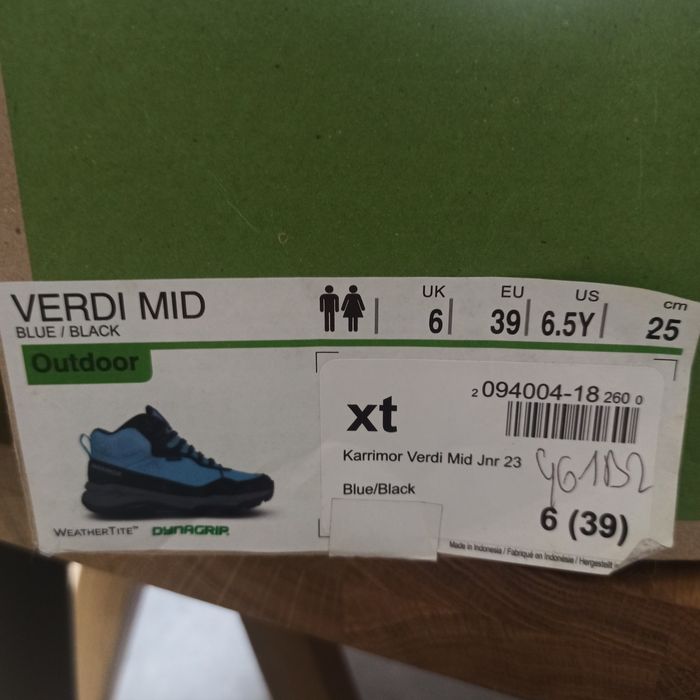 VERDI MID
BLUE / BLACK
UK EU US cm
6 39 6.5Y 25
Outdoor
2 094004-18 260 0
xt
Karrimor Verdi Mid Jnr 23
Blue/Black
6 (39)
WEATHERTITE™ DYNAGRIP
Made in Indonesia / Fabriqué en Indonésie / Hergestellt